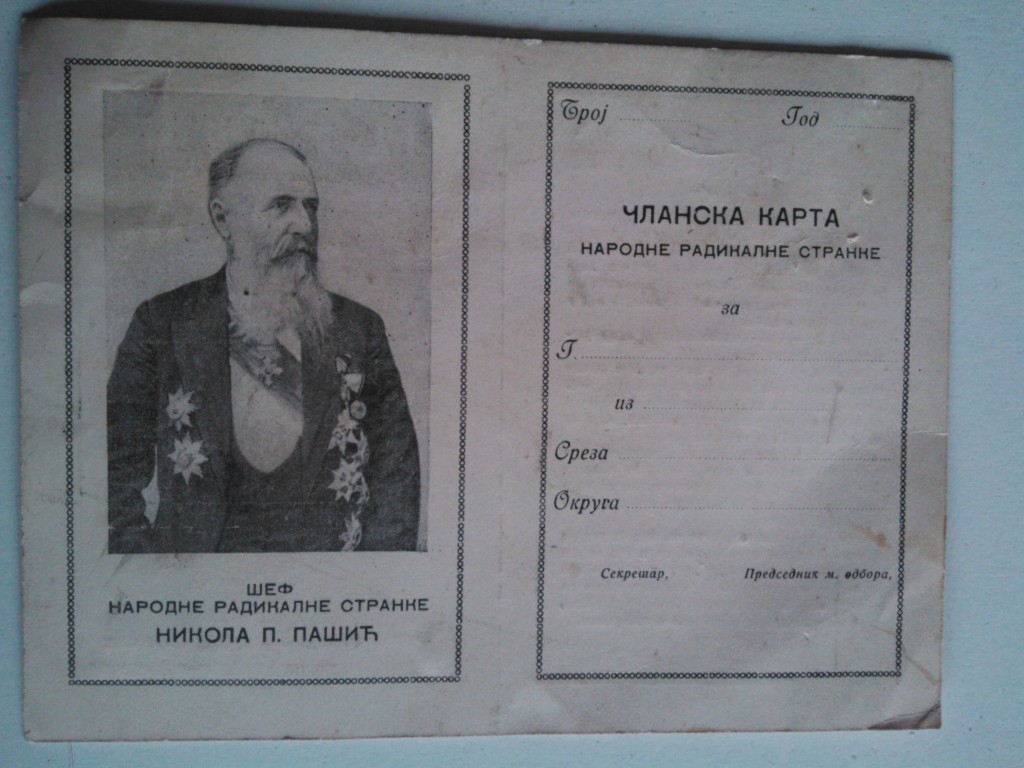 ШЕФ
НАРОДНЕ РАДИКАЛНЕ СТРАНКЕ
НИКОЛА П. ПАШИЋ
Број ........ Год ........
ЧЛАНСКА КАРТА
НАРОДНЕ РАДИКАЛНЕ СТРАНКЕ
за
Г. ........
из ........
Среза ........
Округа ........
Секретар, Председник м. одбора,